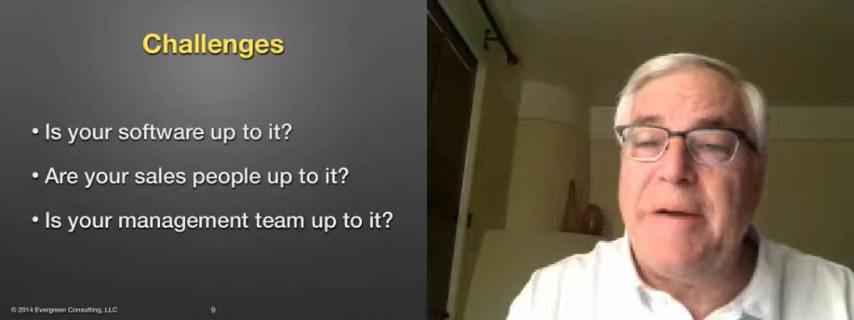 Challenges
• Is your software up to it?
• Are your sales people up to it?
• Is your management team up to it?
© 2014 Evergreen Consulting, LLC
9